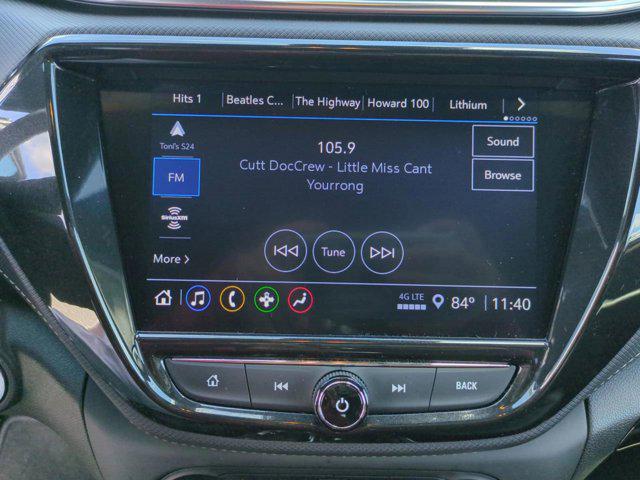 Hits 1 Beatles C... The Highway Howard 100 Lithium
Toni's S24
105.9
Sound
Cutt DocCrew - Little Miss Cant
Yourrong
FM
Browse
SiriusXM
Tune
More
4G LTE
84° 11:40
BACK